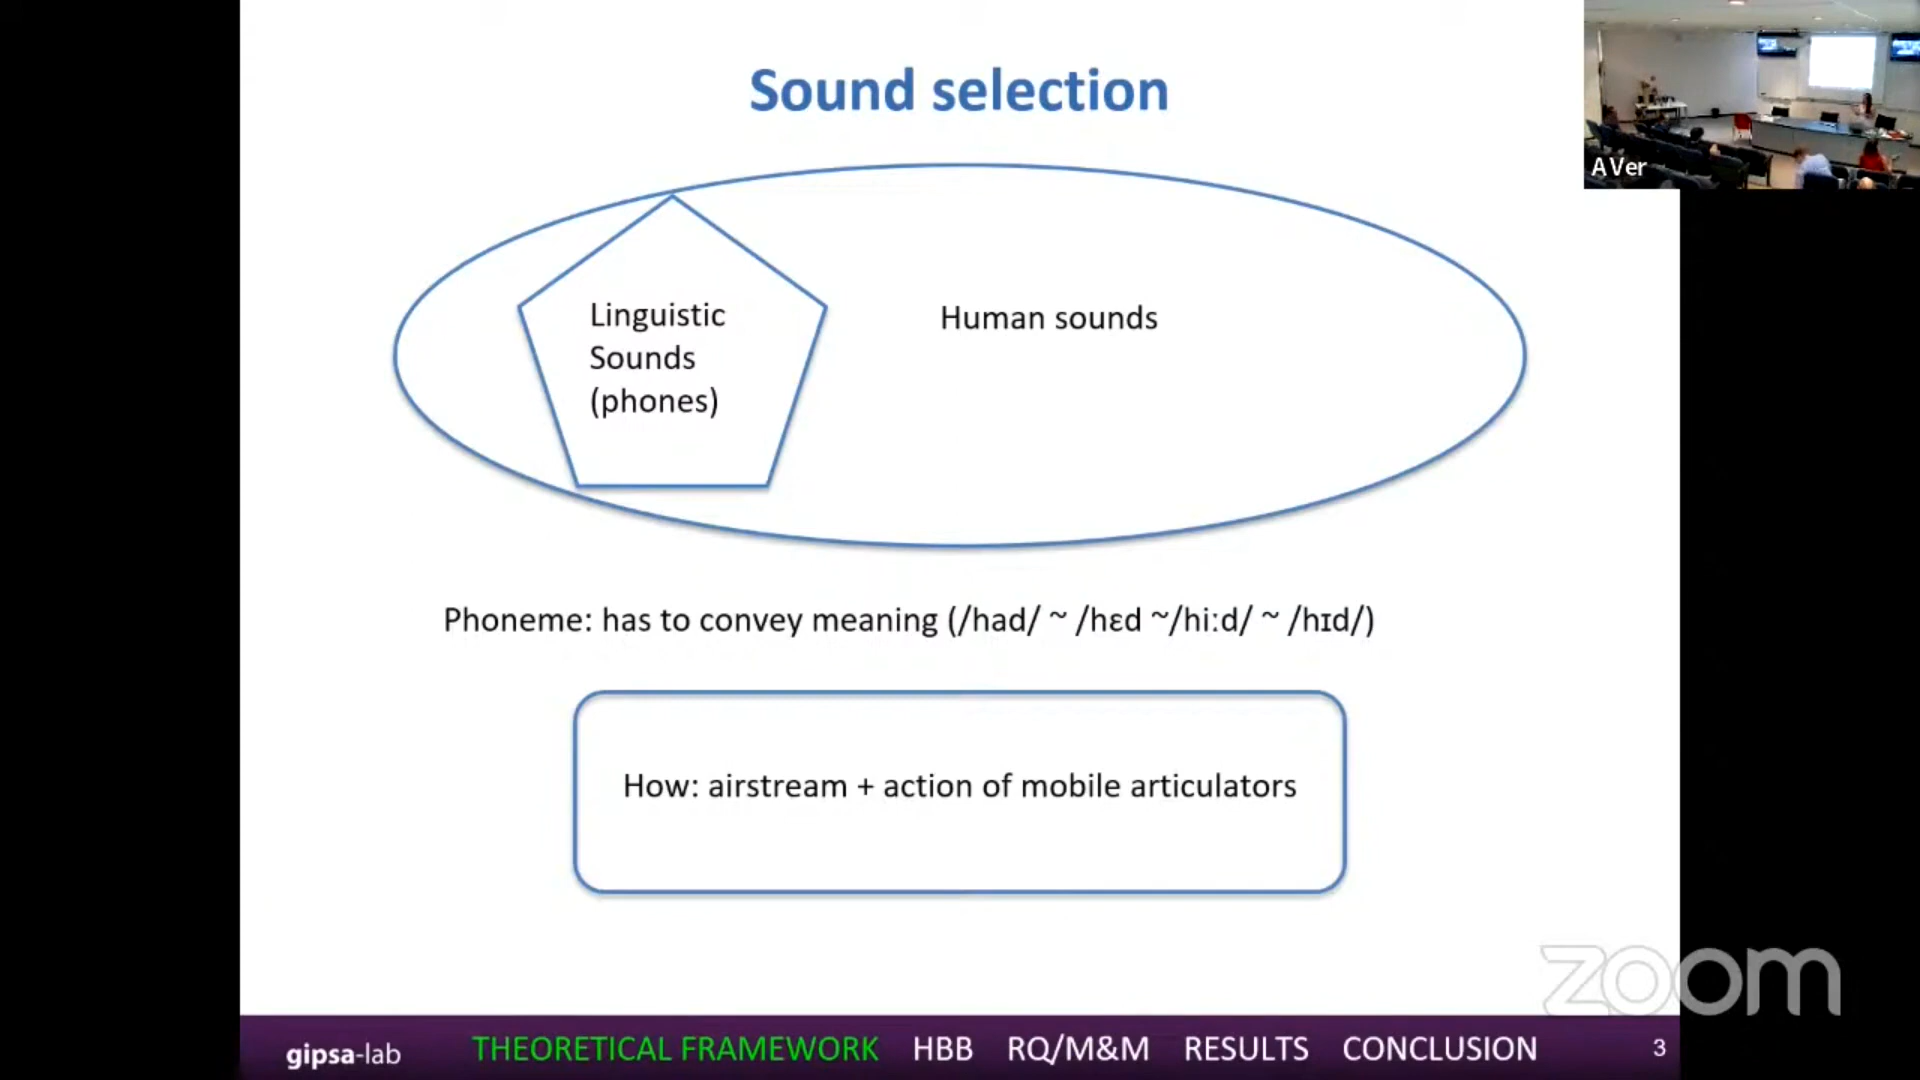 Sound selection
AVer
Linguistic
Sounds
(phones)
Human sounds
Phoneme: has to convey meaning (/had/ ~ /hɛd ~/hi:d/ ~ /hɪd/)
How: airstream + action of mobile articulators
zoom
gipsa-lab THEORETICAL FRAMEWORK HBB RQ/M&M RESULTS CONCLUSION 3